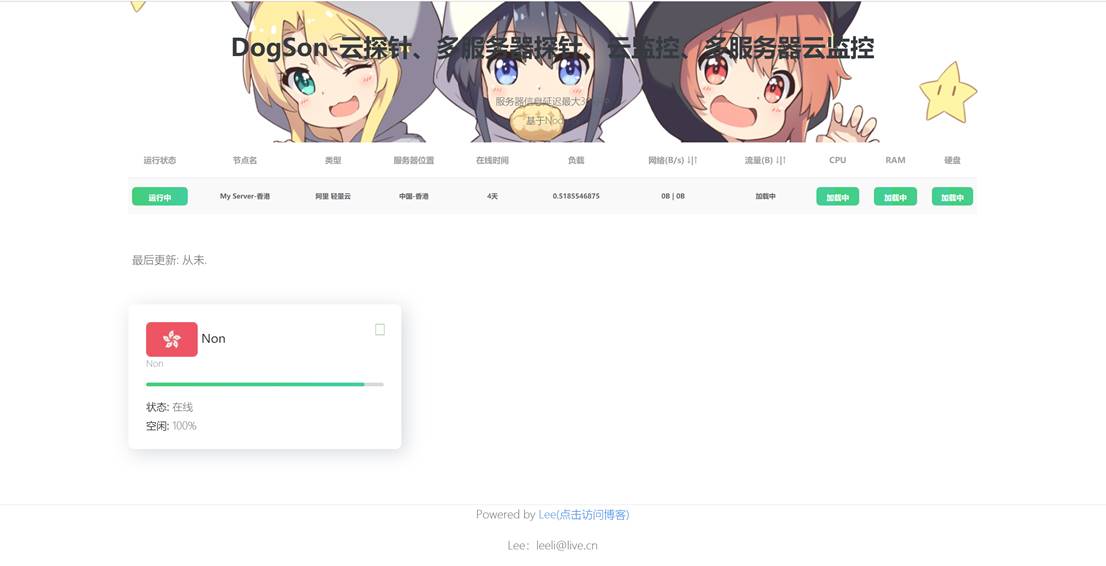 DogSon-云探针、多服务器探针、云监控、多服务器云监控
服务器信息延迟最大3
基于No
运行状态 节点名 类型 服务器位置 在线时间 负载 网络(B/s) ↓|↑ 流量(B) ↓|↑ CPU RAM 硬盘
运行中 My Server-香港 阿里 轻量云 中国-香港 4天 0.5185546875 0B | 0B 加载中 加载中 加载中 加载中
最后更新: 从未.
Non
Non
状态: 在线
空闲: 100%
Powered by Lee(点击访问博客)
Lee：leeli@live.cn